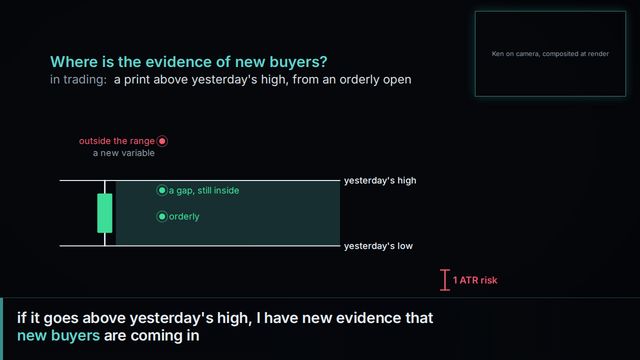 Where is the evidence of new buyers?
in trading: a print above yesterday's high, from an orderly open
Ken on camera, composited at render
outside the range
a new variable
yesterday's high
a gap, still inside
orderly
yesterday's low
1 ATR risk
if it goes above yesterday's high, I have new evidence that
new buyers are coming in